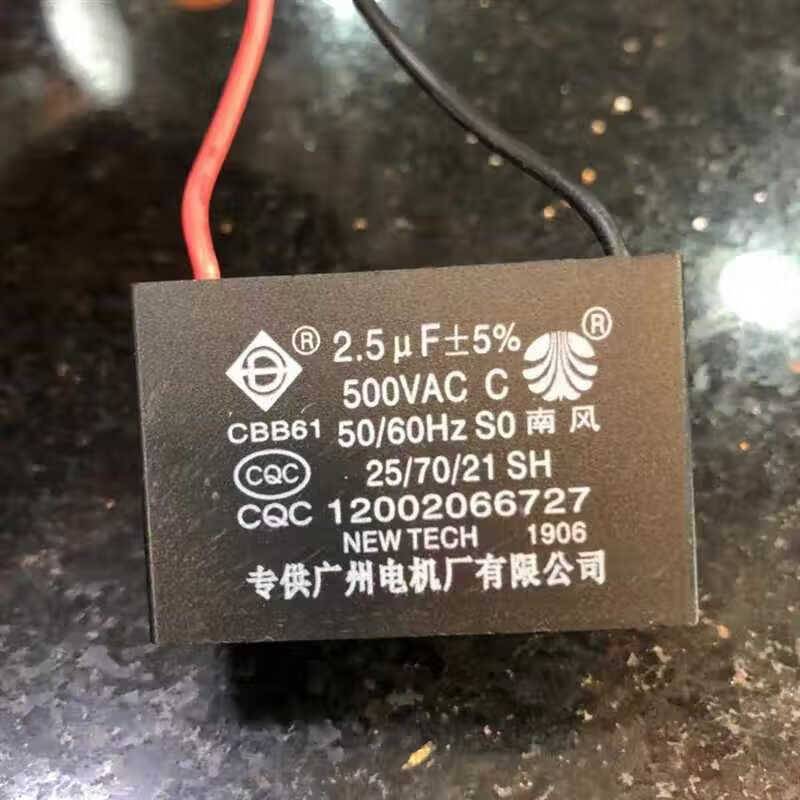 ® 2.5μF±5% ®
500VAC C
CBB61 50/60Hz S0 南风
CQC 25/70/21 SH
CQC 12002066727
NEW TECH 1906
专供广州电机厂有限公司